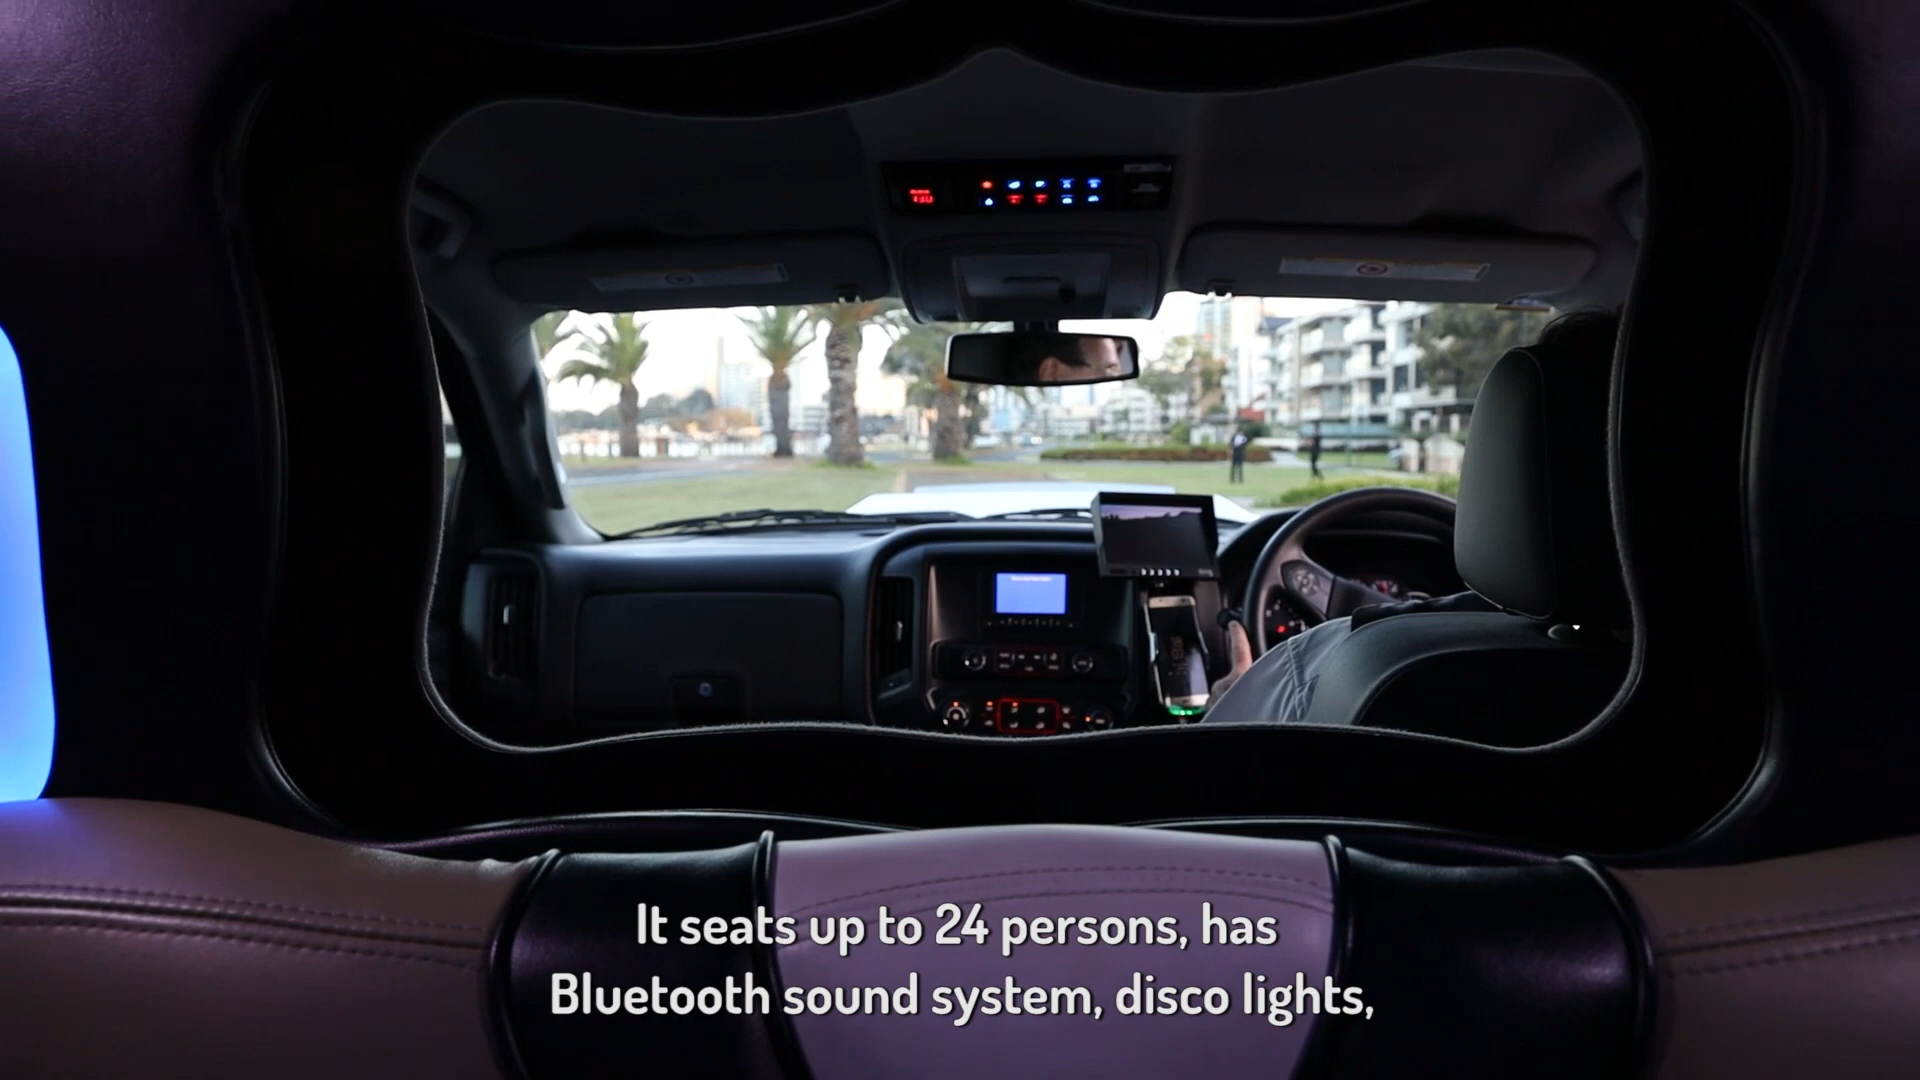 It seats up to 24 persons, has
Bluetooth sound system, disco lights,